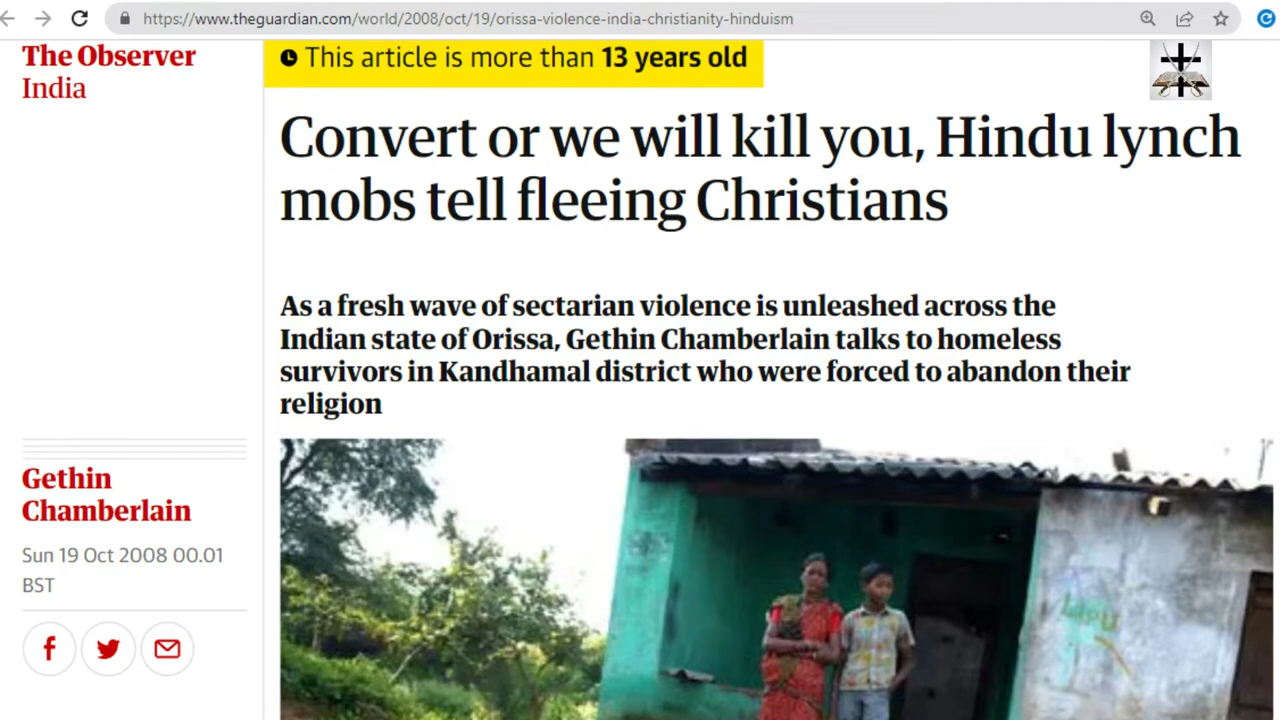 https://www.theguardian.com/world/2008/oct/19/orissa-violence-india-christianity-hinduism
The Observer
India
This article is more than 13 years old
Convert or we will kill you, Hindu lynch
mobs tell fleeing Christians
As a fresh wave of sectarian violence is unleashed across the
Indian state of Orissa, Gethin Chamberlain talks to homeless
survivors in Kandhamal district who were forced to abandon their
religion
Gethin
Chamberlain
Sun 19 Oct 2008 00.01
BST